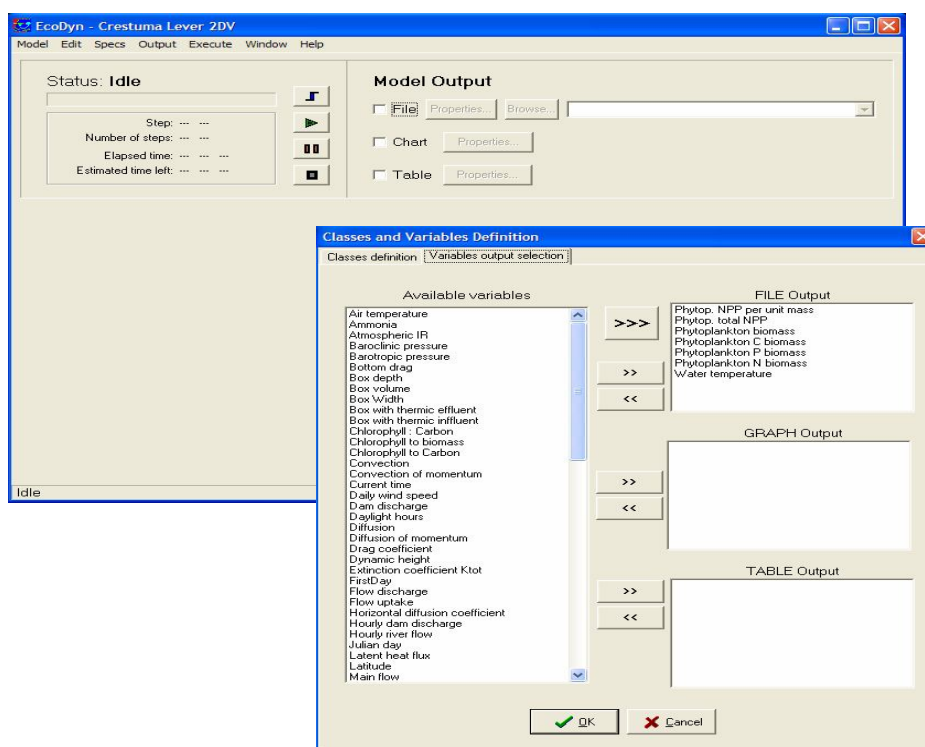 EcoDyn - Crestuma Lever 2DV
Model Edit Specs Output Execute Window Help
Status: Idle
Step: --- ---
Number of steps: --- ---
Elapsed time: --- --- ---
Estimated time left: --- --- ---
Model Output
File Properties... Browse...
Chart Properties...
Table Properties...
Idle
Classes and Variables Definition
Classes definition Variables output selection
Available variables
Air temperature
Ammonia
Atmospheric IR
Baroclinic pressure
Barotropic pressure
Bottom drag
Box depth
Box volume
Box Width
Box with thermic effluent
Box with thermic influent
Chlorophyll : Carbon
Chlorophyll to biomass
Chlorophyll to Carbon
Convection
Convection of momentum
Current time
Daily wind speed
Dam discharge
Daylight hours
Diffusion
Diffusion of momentum
Drag coefficient
Dynamic height
Extinction coefficient Ktot
FirstDay
Flow discharge
Flow uptake
Horizontal diffusion coefficient
Hourly dam discharge
Hourly river flow
Julian day
Latent heat flux
Latitude
Main flow
>>>
>>
<<
>>
<<
>>
<<
FILE Output
Phytop. NPP per unit mass
Phytop. total NPP
Phytoplankton biomass
Phytoplankton C biomass
Phytoplankton P biomass
Phytoplankton N biomass
Water temperature
GRAPH Output
TABLE Output
OK
Cancel